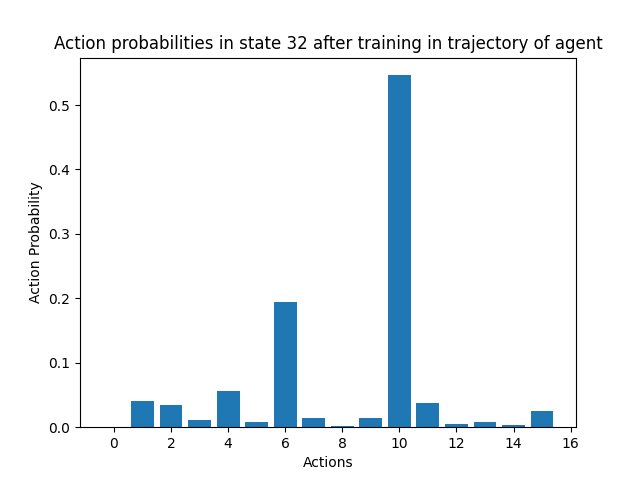 Action probabilities in state 32 after training in trajectory of agent
0.5
0.4
0.3
0.2
0.1
0.0
Action Probability
0 2 4 6 8 10 12 14 16
Actions